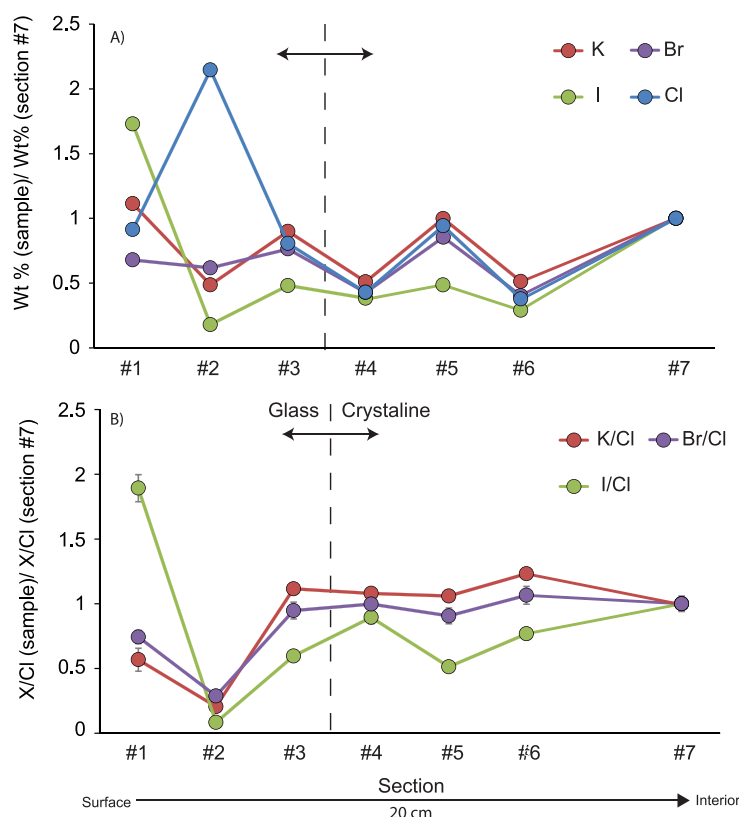 A)
Wt % (sample)/ Wt% (section #7)
2.5
2
1.5
1
0.5
0
K
Br
I
Cl
#1 #2 #3 #4 #5 #6 #7
B)
X/Cl (sample)/ X/Cl (section #7)
2.5
2
1.5
1
0.5
0
Glass Crystaline
K/Cl
Br/Cl
I/Cl
#1 #2 #3 #4 #5 #6 #7
Section
Surface Interior
20 cm